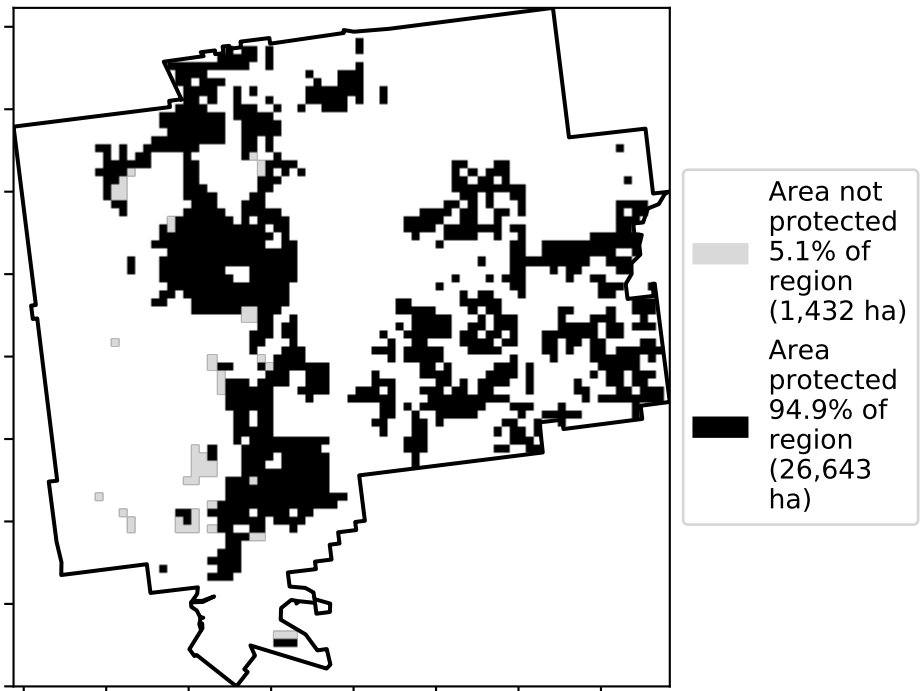 Area not
protected
5.1% of
region
(1,432 ha)
Area
protected
94.9% of
region
(26,643
ha)